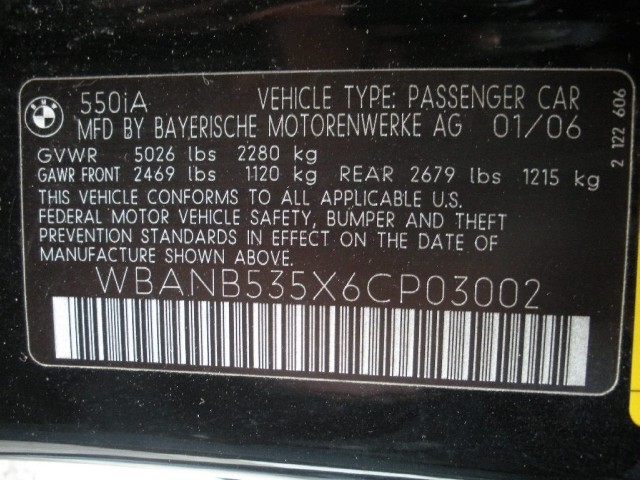 BMW 550iA VEHICLE TYPE: PASSENGER CAR
MFD BY BAYERISCHE MOTORENWERKE AG 01/06
GVWR 5026 lbs 2280 kg
GAWR FRONT 2469 lbs 1120 kg REAR 2679 lbs 1215 kg
THIS VEHICLE CONFORMS TO ALL APPLICABLE U.S.
FEDERAL MOTOR VEHICLE SAFETY, BUMPER AND THEFT
PREVENTION STANDARDS IN EFFECT ON THE DATE OF
MANUFACTURE SHOWN ABOVE.
WBANB535X6CP03002
2 122 606